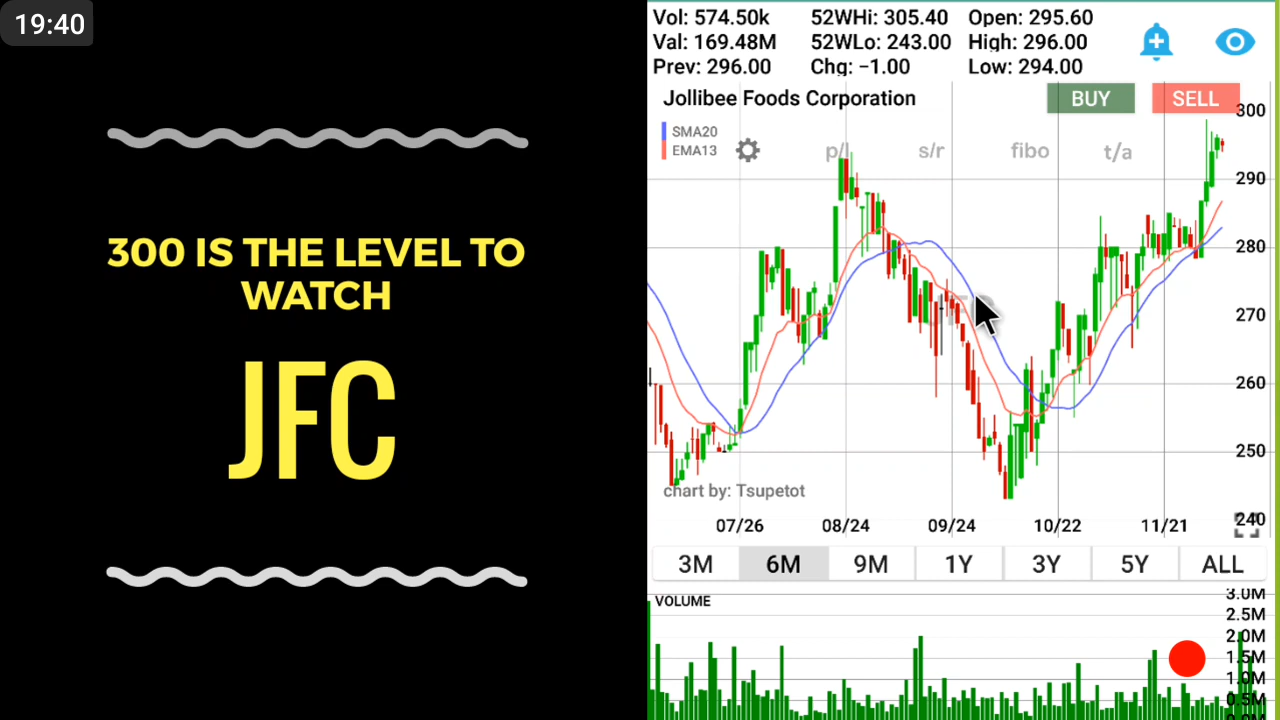 19:40
300 IS THE LEVEL TO
WATCH
JFC
Vol: 574.50k 52WHi: 305.40 Open: 295.60
Val: 169.48M 52WLo: 243.00 High: 296.00
Prev: 296.00 Chg: −1.00 Low: 294.00
Jollibee Foods Corporation BUY SELL
SMA20
EMA13
p/l s/r fibo t/a
300
290
280
270
260
250
240
chart by: Tsupetot
07/26 08/24 09/24 10/22 11/21
3M 6M 9M 1Y 3Y 5Y ALL
VOLUME
3.0M
2.5M
2.0M
1.5M
1.0M
0.5M